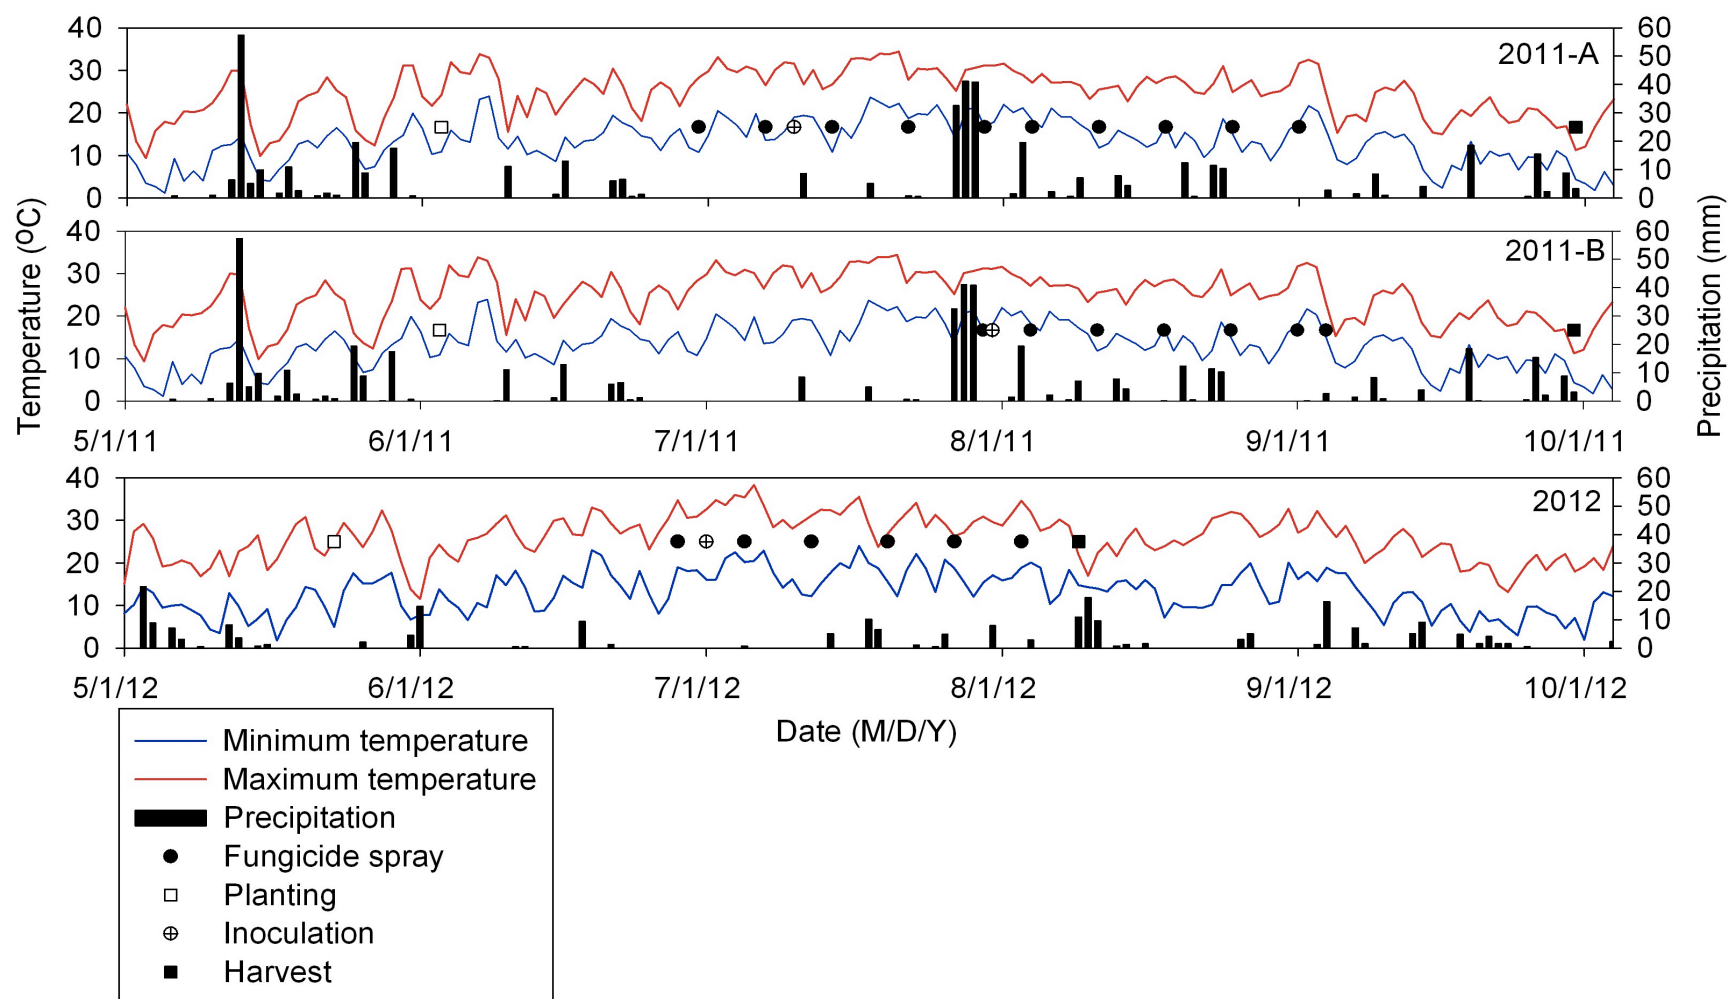 40 60
50
30 40
20 30
20
10 10
0 0
2011-A
40 60
50
30 40
20 30
20
10 10
0 0
2011-B
5/1/11 6/1/11 7/1/11 8/1/11 9/1/11 10/1/11
40 60
50
30 40
20 30
20
10 10
0 0
2012
5/1/12 6/1/12 7/1/12 8/1/12 9/1/12 10/1/12
Temperature (ºC)
Precipitation (mm)
Date (M/D/Y)
Minimum temperature
Maximum temperature
Precipitation
Fungicide spray
Planting
Inoculation
Harvest